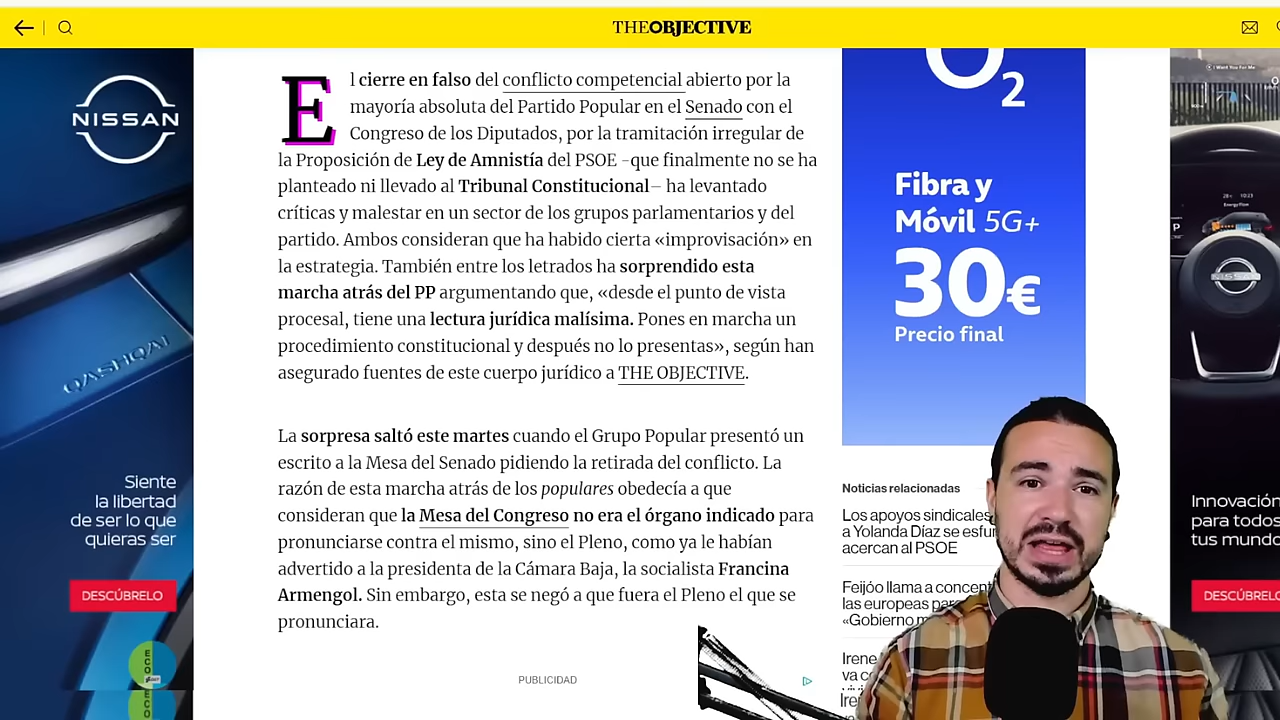 THE OBJECTIVE
NISSAN
QASHQAI
Siente
la libertad
de ser lo que
quieras ser
DESCÚBRELO
El cierre en falso del conflicto competencial abierto por la
mayoría absoluta del Partido Popular en el Senado con el
Congreso de los Diputados, por la tramitación irregular de
la Proposición de Ley de Amnistía del PSOE -que finalmente no se ha
planteado ni llevado al Tribunal Constitucional– ha levantado
críticas y malestar en un sector de los grupos parlamentarios y del
partido. Ambos consideran que ha habido cierta «improvisación» en
la estrategia. También entre los letrados ha sorprendido esta
marcha atrás del PP argumentando que, «desde el punto de vista
procesal, tiene una lectura jurídica malísima. Pones en marcha un
procedimiento constitucional y después no lo presentas», según han
asegurado fuentes de este cuerpo jurídico a THE OBJECTIVE.
La sorpresa saltó este martes cuando el Grupo Popular presentó un
escrito a la Mesa del Senado pidiendo la retirada del conflicto. La
razón de esta marcha atrás de los populares obedecía a que
consideran que la Mesa del Congreso no era el órgano indicado para
pronunciarse contra el mismo, sino el Pleno, como ya le habían
advertido a la presidenta de la Cámara Baja, la socialista Francina
Armengol. Sin embargo, esta se negó a que fuera el Pleno el que se
pronunciara.
PUBLICIDAD
O2
Fibra y
Móvil 5G+
30€
Precio final
Noticias relacionadas
Los apoyos sindicales
a Yolanda Díaz se
acercan al PSOE
Feijóo llama a
las europeas
«Gobierno
Irene
NISSAN
Innovación
para todos
tus
DESCÚBRELO